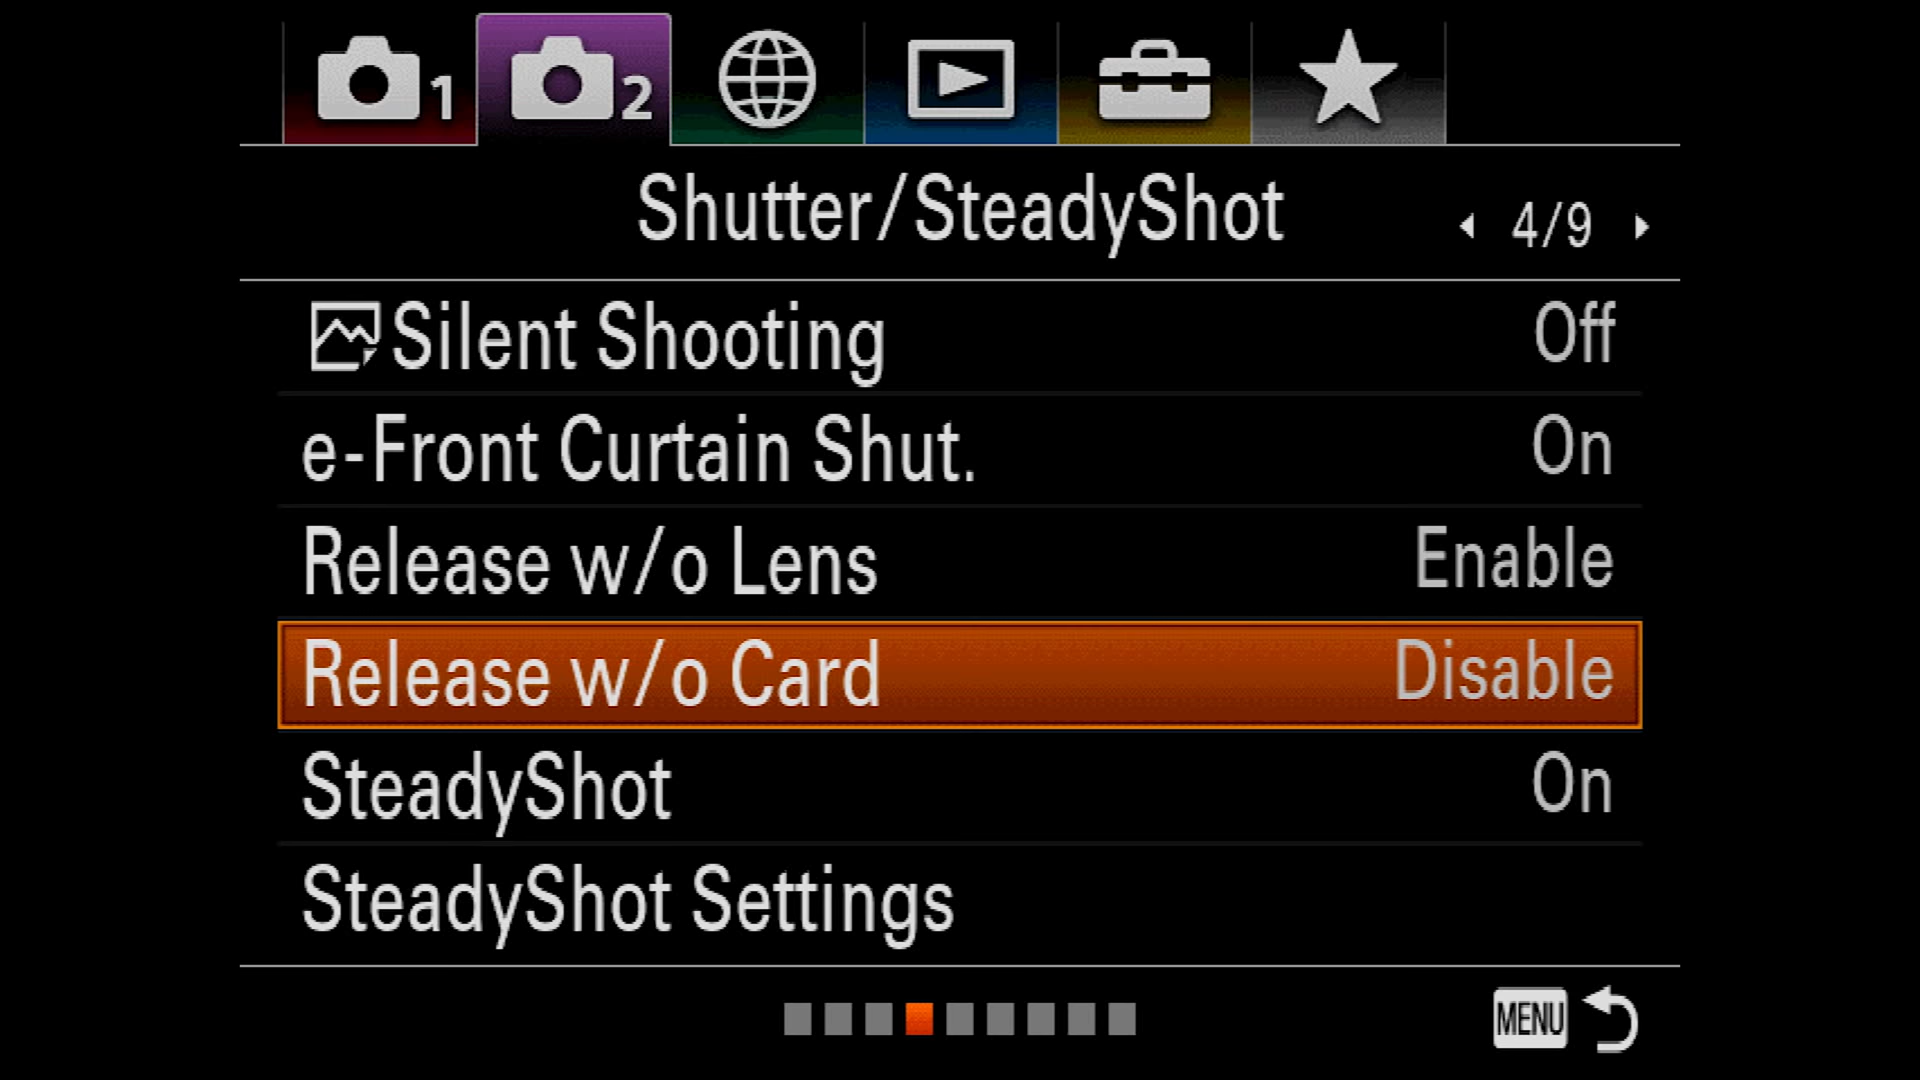 1 2
Shutter/SteadyShot 4/9
Silent Shooting Off
e-Front Curtain Shut. On
Release w/o Lens Enable
Release w/o Card Disable
SteadyShot On
SteadyShot Settings
MENU